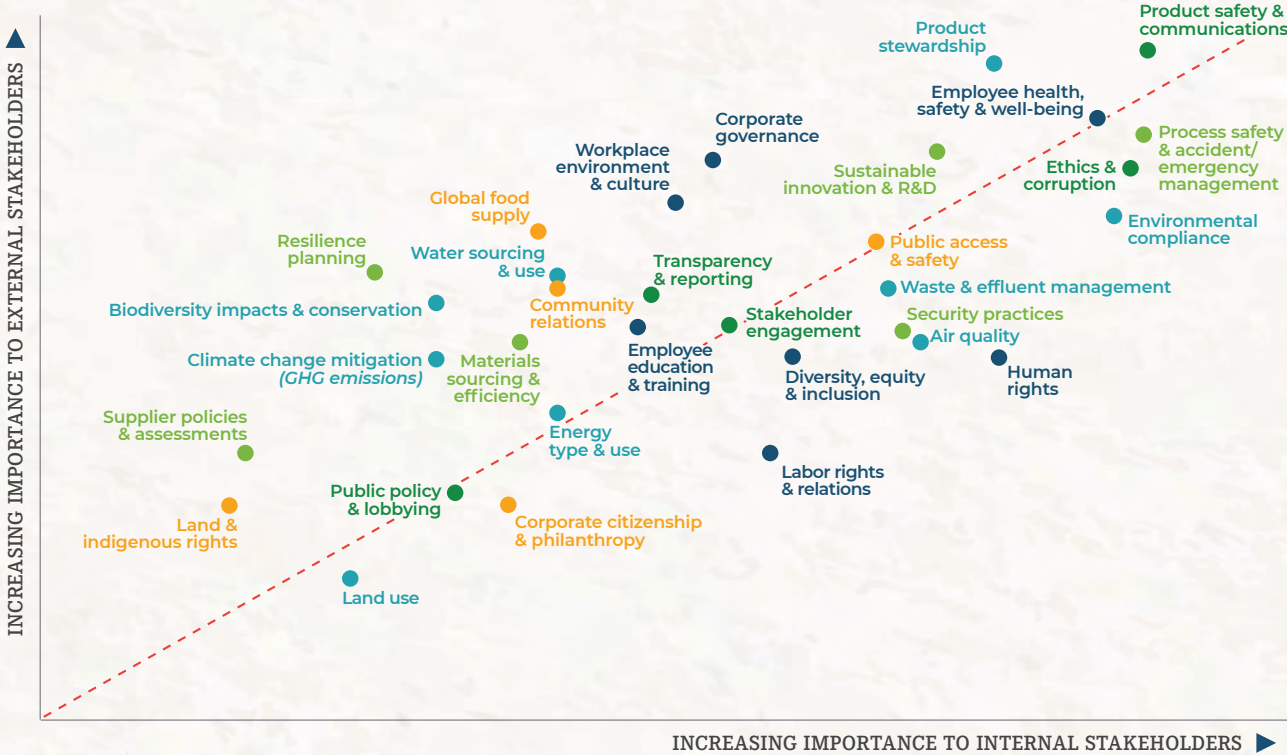 Product safety &
communications
Product
stewardship
Employee health,
safety & well-being
Corporate
governance
Process safety
& accident/
emergency
management
Workplace
environment
& culture
Sustainable
innovation & R&D
Ethics &
corruption
Global food
supply
Environmental
compliance
Resilience
planning
Public access
& safety
Water sourcing
& use
Transparency
& reporting
Waste & effluent management
Biodiversity impacts & conservation
Community
relations
Stakeholder
engagement
Security practices
Air quality
Climate change mitigation
(GHG emissions)
Materials
sourcing &
efficiency
Employee
education
& training
Diversity, equity
& inclusion
Human
rights
Supplier policies
& assessments
Energy
type & use
Labor rights
& relations
Public policy
& lobbying
Land &
indigenous rights
Corporate citizenship
& philanthropy
Land use
INCREASING IMPORTANCE TO EXTERNAL STAKEHOLDERS
INCREASING IMPORTANCE TO INTERNAL STAKEHOLDERS